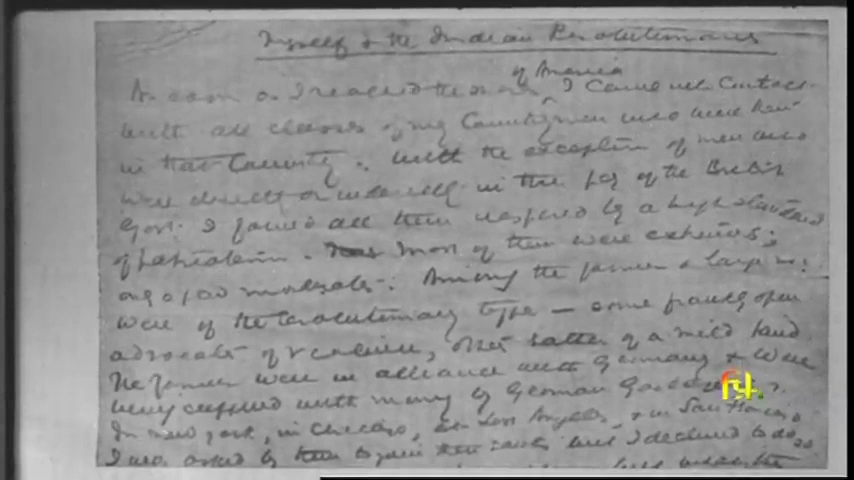 Myself & the Indian Revolutionaries
of America
As soon as I reached the I came into contact
with all classes of my Countrymen who were then
in that Country. With the exception of men who
were directly or indirectly in the pay of the British
Govt. I found all them inspired by a high standard
of patriotism. Most of them were extremists;
only a few moderates. Among the former a large no:
were of the revolutionary type — some frankly open
advocates of violence, others rather of a mild kind.
The former were in alliance with Germany & were
being supplied with money by German
In New York, in Chicago, in Los Angeles, & in San Francisco
I was asked by them to join their but I declined to do so